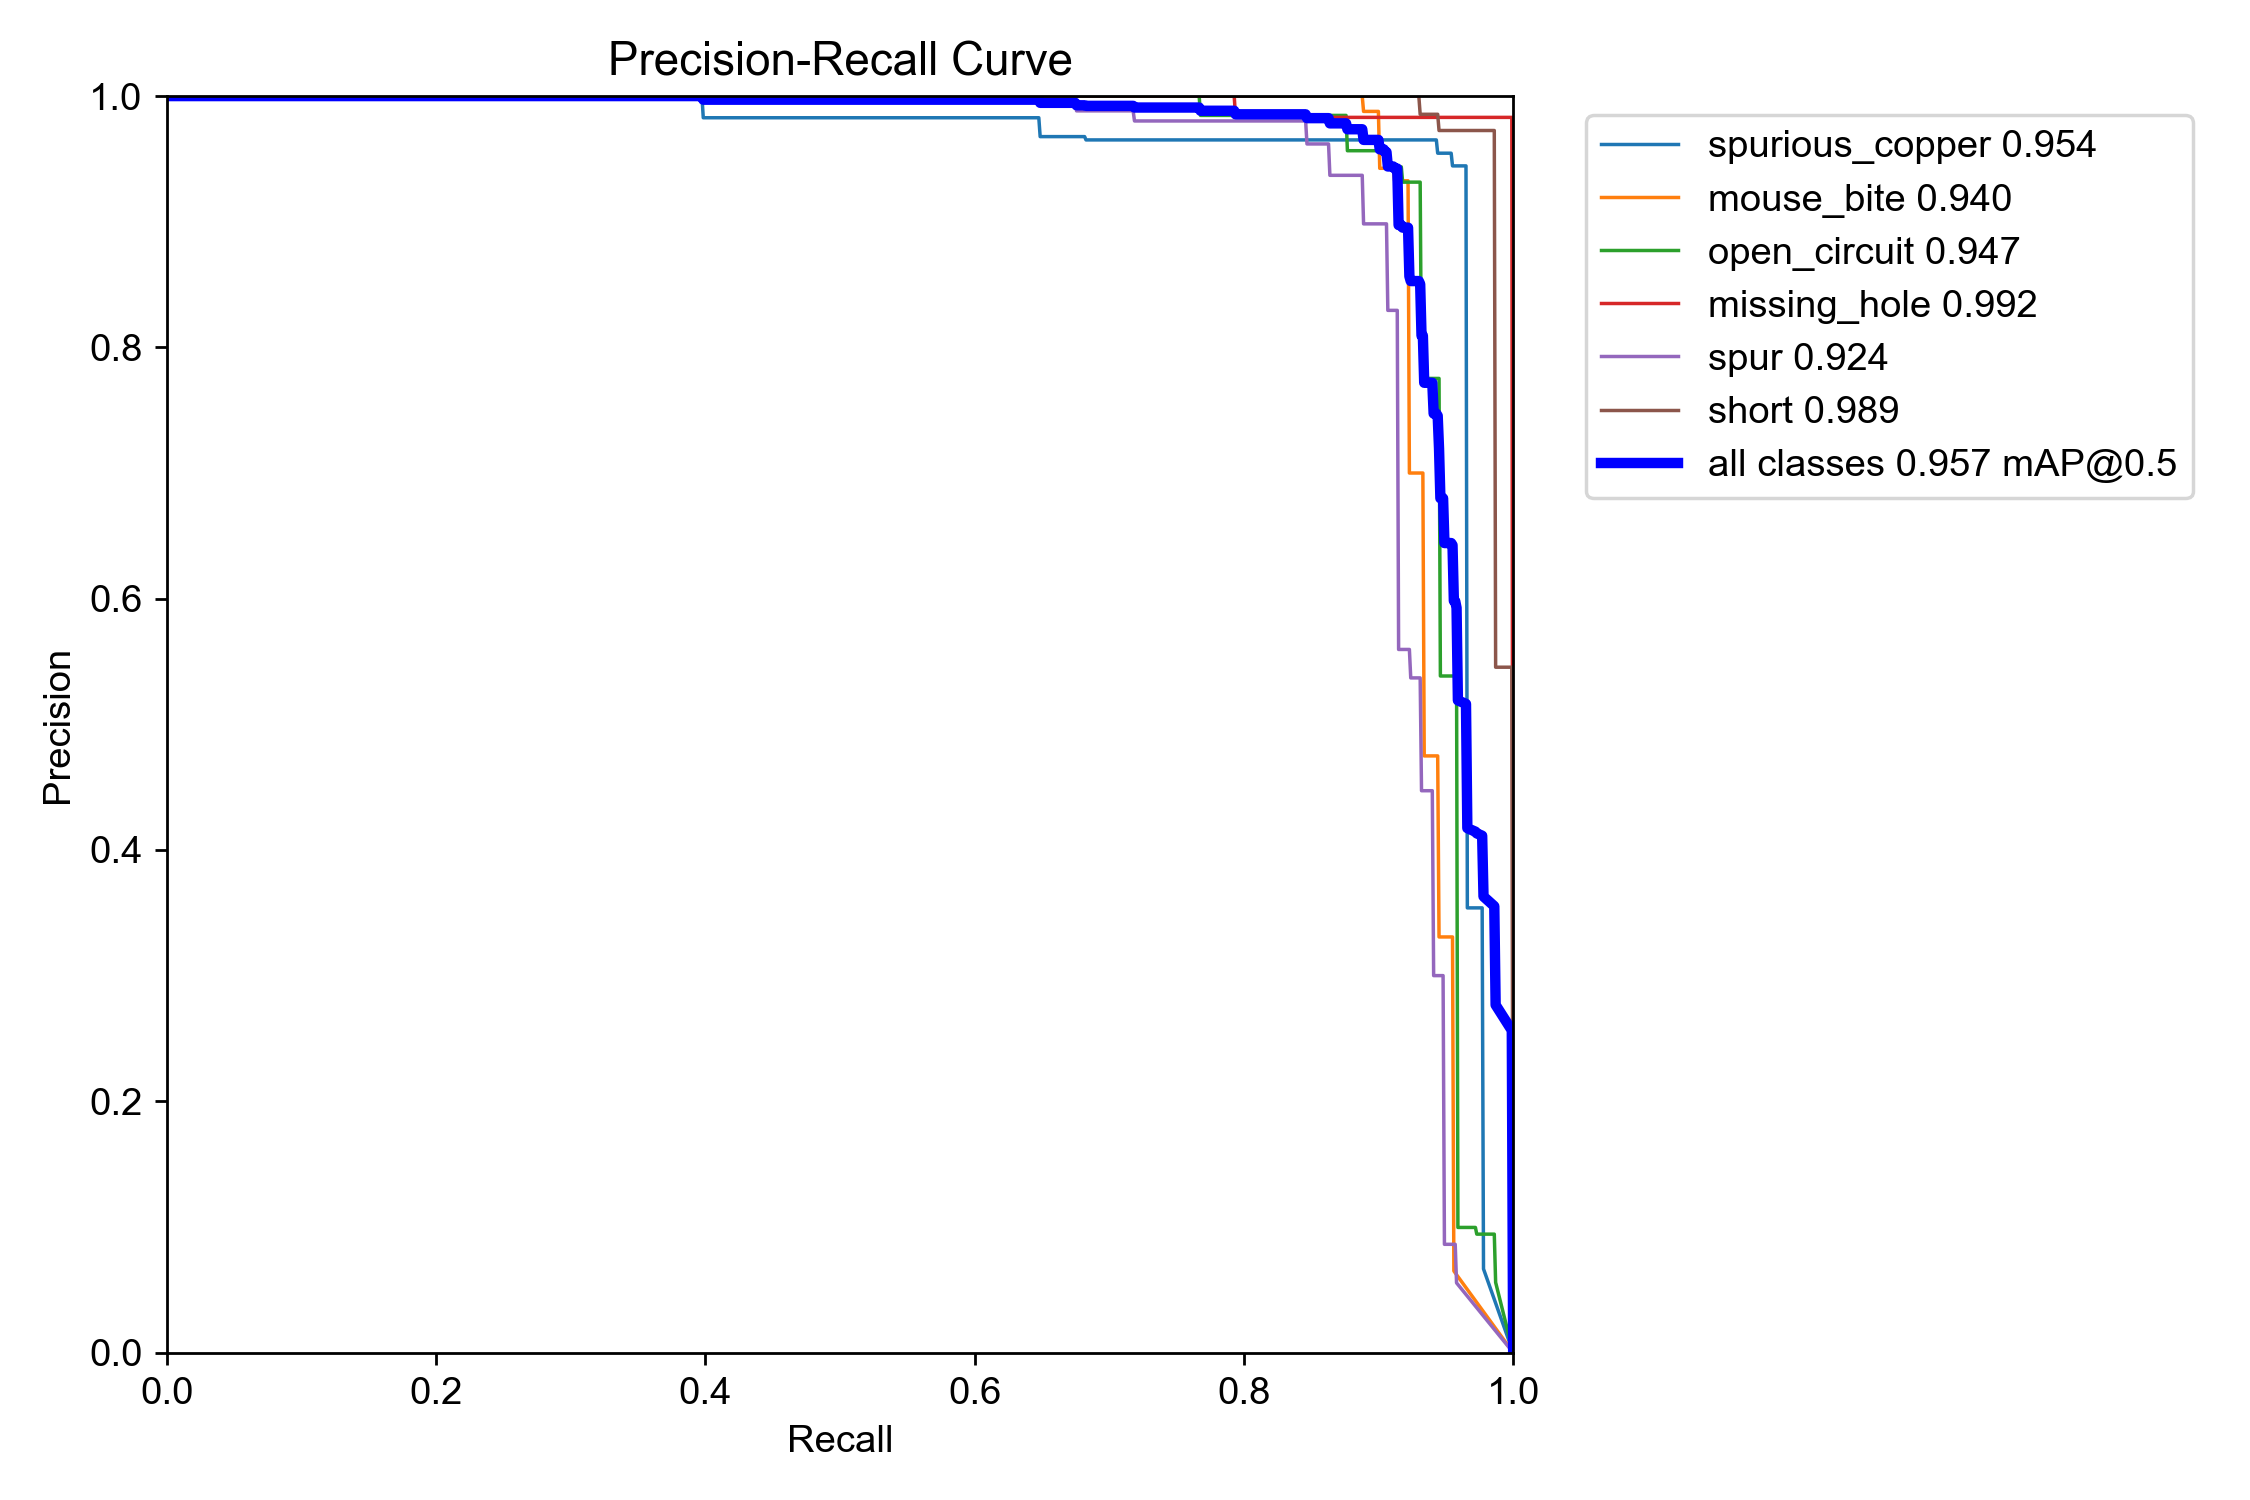 Precision-Recall Curve
1.0
0.8
0.6
0.4
0.2
0.0
Precision
0.0 0.2 0.4 0.6 0.8 1.0
Recall
spurious_copper 0.954
mouse_bite 0.940
open_circuit 0.947
missing_hole 0.992
spur 0.924
short 0.989
all classes 0.957 mAP@0.5